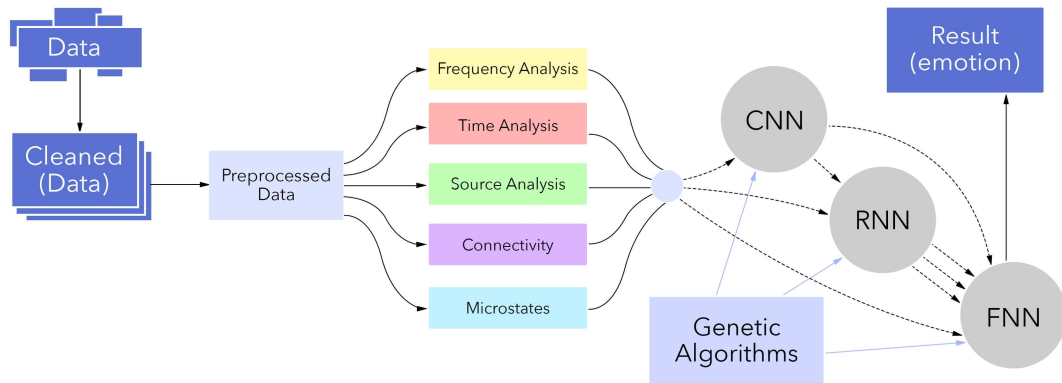 Data
Cleaned
(Data)
Preprocessed
Data
Frequency Analysis
Time Analysis
Source Analysis
Connectivity
Microstates
CNN
RNN
FNN
Genetic
Algorithms
Result
(emotion)